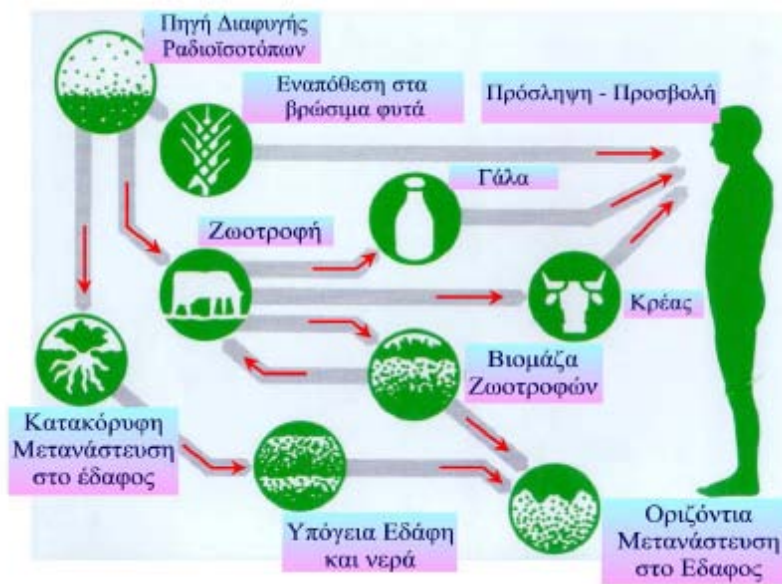 Πηγή Διαφυγής
Ραδιοϊσοτόπων
Εναπόθεση στα
βρώσιμα φυτά
Πρόσληψη - Προσβολή
Γάλα
Ζωοτροφή
Κρέας
Βιομάζα
Ζωοτροφών
Κατακόρυφη
Μετανάστευση
στο έδαφος
Υπόγεια Εδάφη
και νερά
Οριζόντια
Μετανάστευση
στο Εδαφος